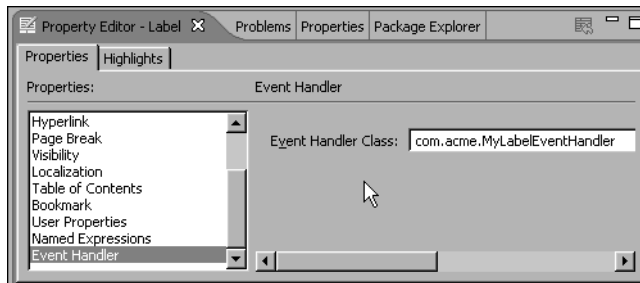 Property Editor - Label Problems Properties Package Explorer
Properties Highlights
Properties: Event Handler
Hyperlink
Page Break
Visibility
Localization
Table of Contents
Bookmark
User Properties
Named Expressions
Event Handler
Event Handler Class: com.acme.MyLabelEventHandler